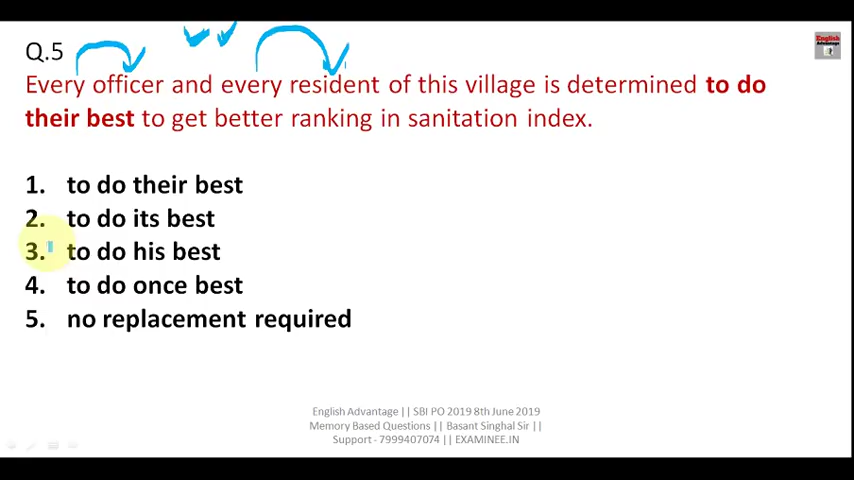 English
Advantage
Q.5
Every officer and every resident of this village is determined to do
their best to get better ranking in sanitation index.
1. to do their best
2. to do its best
3. to do his best
4. to do once best
5. no replacement required
English Advantage || SBI PO 2019 8th June 2019
Memory Based Questions || Basant Singhal Sir ||
Support - 7999407074 || EXAMINEE.IN